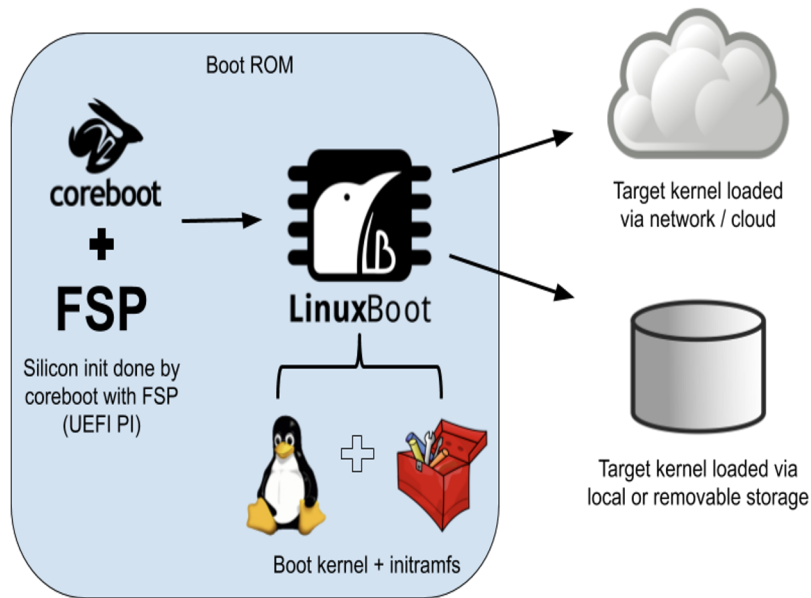 Boot ROM
coreboot
+
FSP
Silicon init done by
coreboot with FSP
(UEFI PI)
LB
LinuxBoot
Boot kernel + initramfs
Target kernel loaded
via network / cloud
Target kernel loaded via
local or removable storage